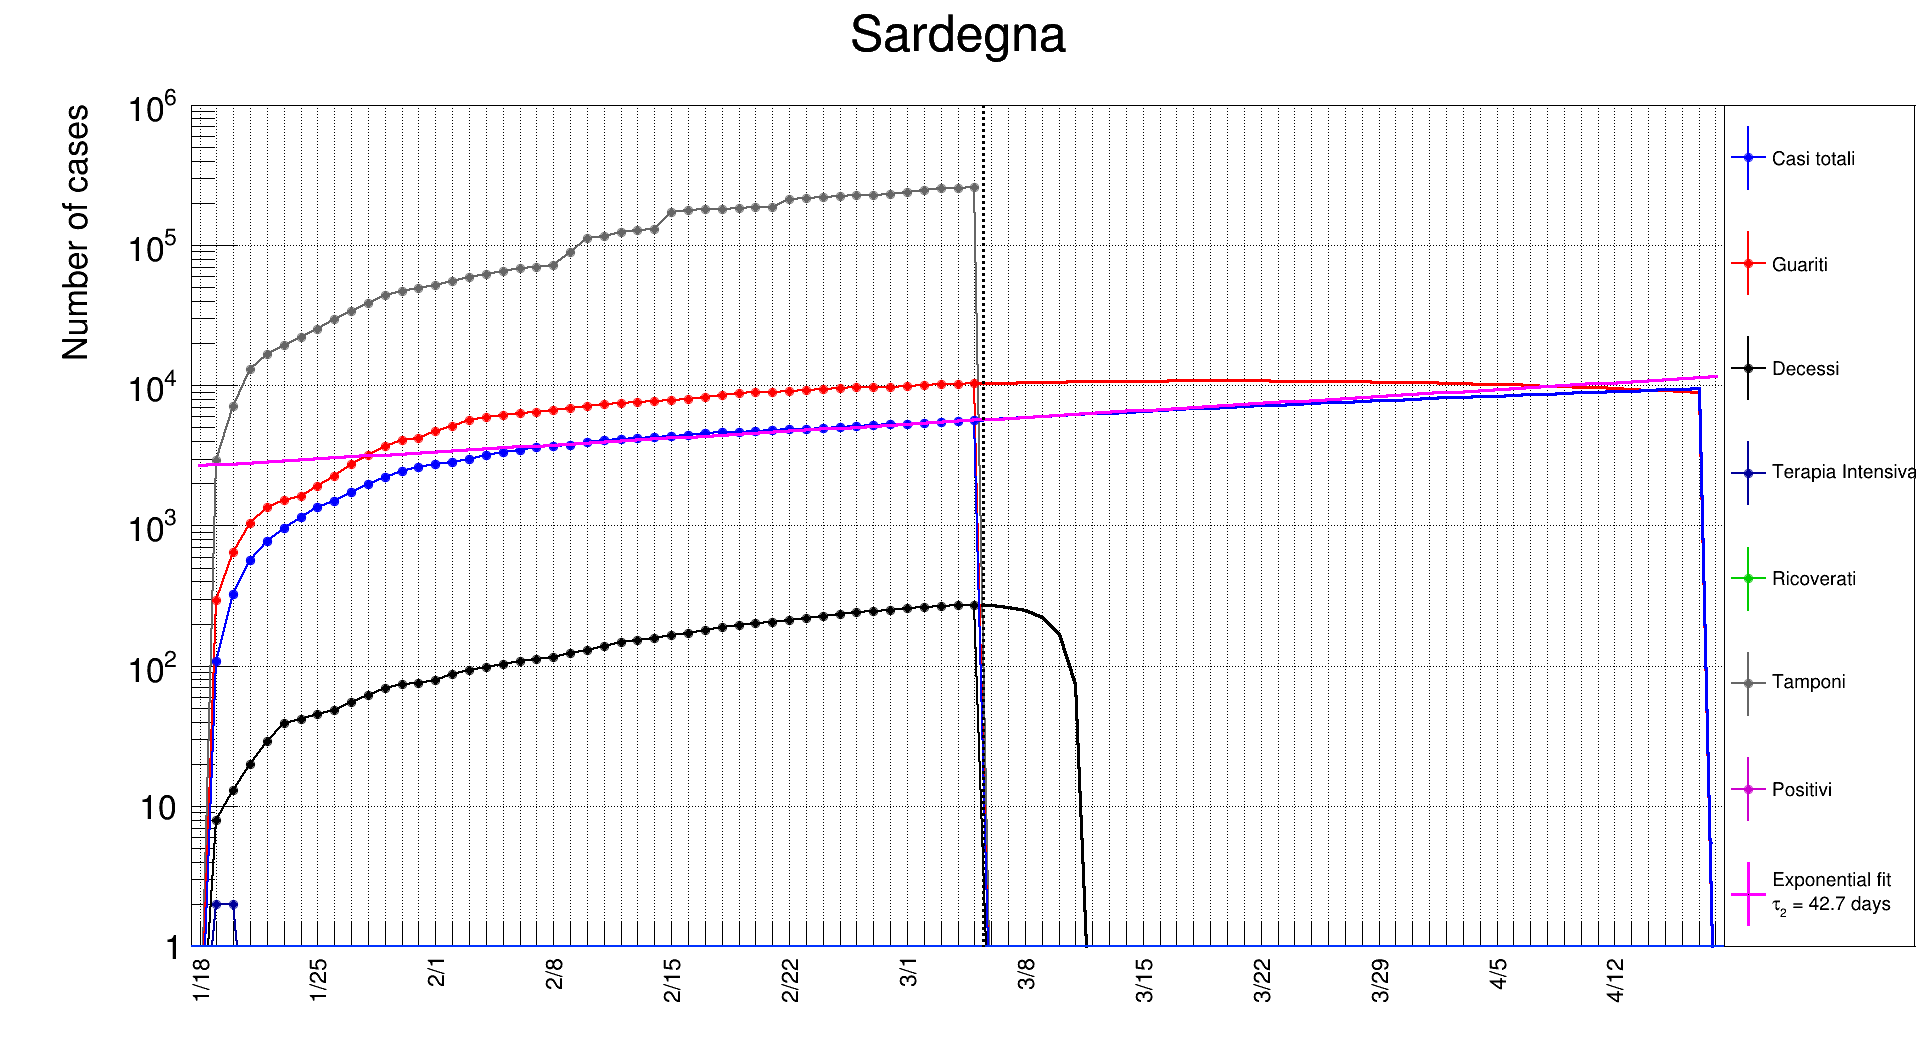 Sardegna
Number of cases
10^6
10^5
10^4
10^3
10^2
10
1
1/18
1/25
2/1
2/8
2/15
2/22
3/1
3/8
3/15
3/22
3/29
4/5
4/12
Casi totali
Guariti
Decessi
Terapia Intensiva
Ricoverati
Tamponi
Positivi
Exponential fit
τ_2 = 42.7 days